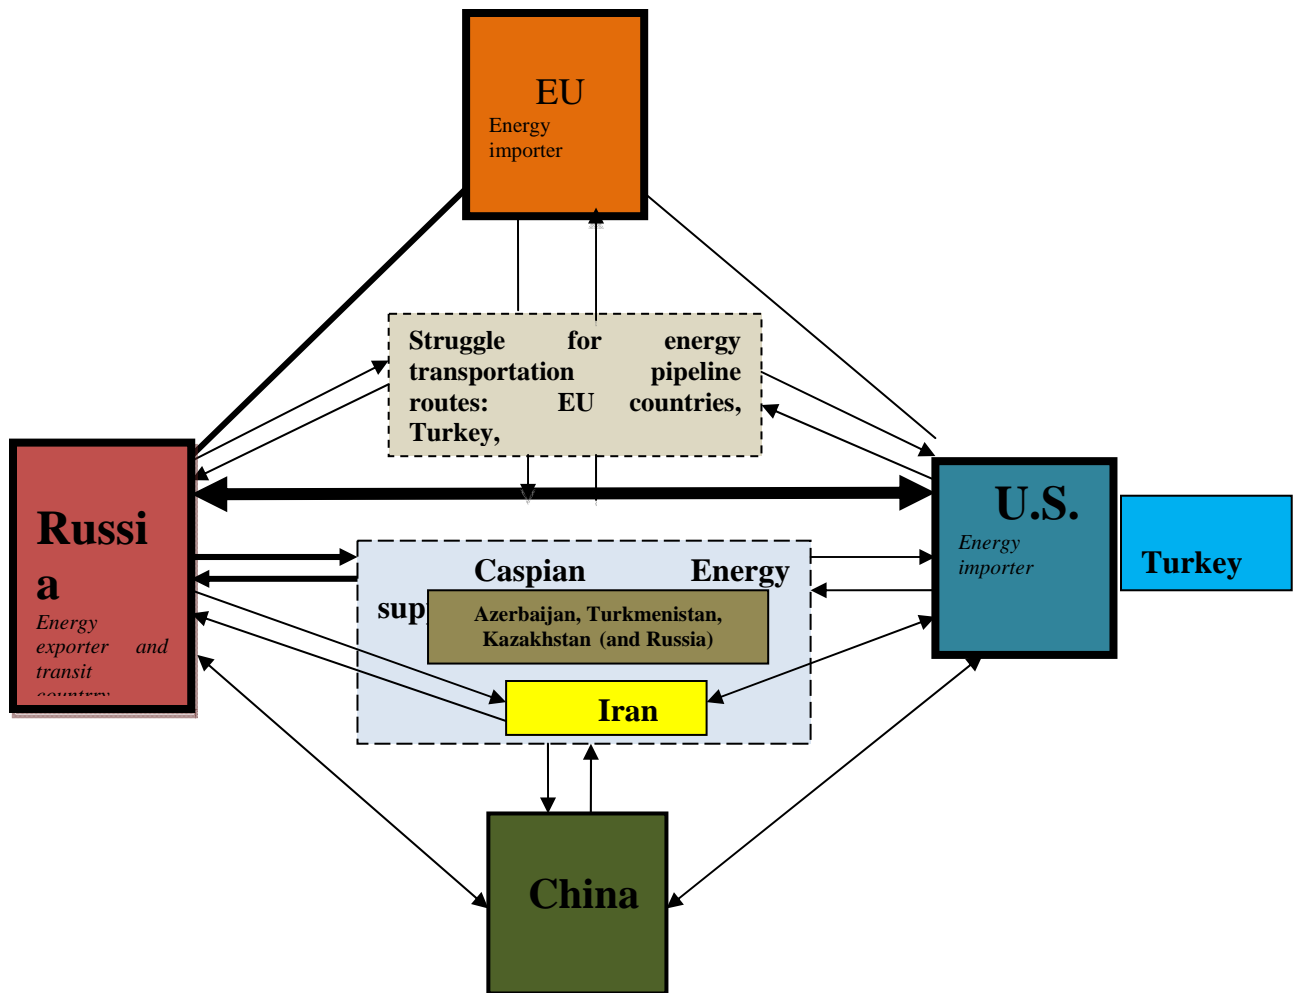 EU
Energy
importer
Struggle for energy
transportation pipeline
routes: EU countries,
Turkey,
Russi
a
Energy
exporter and
transit
countrry
U.S.
Energy
importer
Turkey
Caspian Energy
Azerbaijan, Turkmenistan,
Kazakhstan (and Russia)
Iran
China